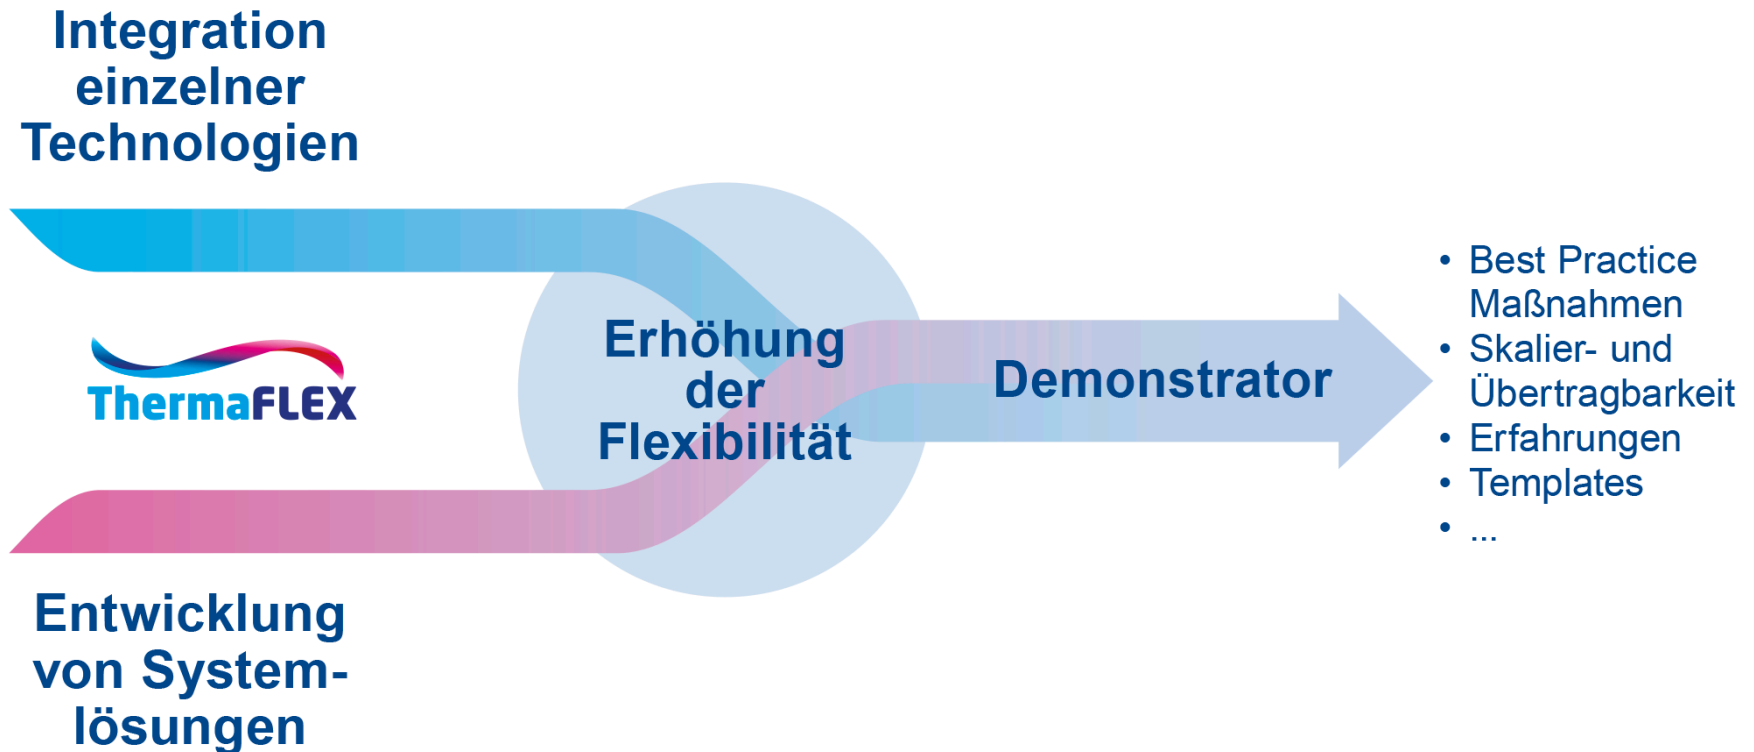 Integration
einzelner
Technologien
ThermaFLEX
Entwicklung
von System-
lösungen
Erhöhung
der
Flexibilität
Demonstrator
• Best Practice
Maßnahmen
• Skalier- und
Übertragbarkeit
• Erfahrungen
• Templates
• ...